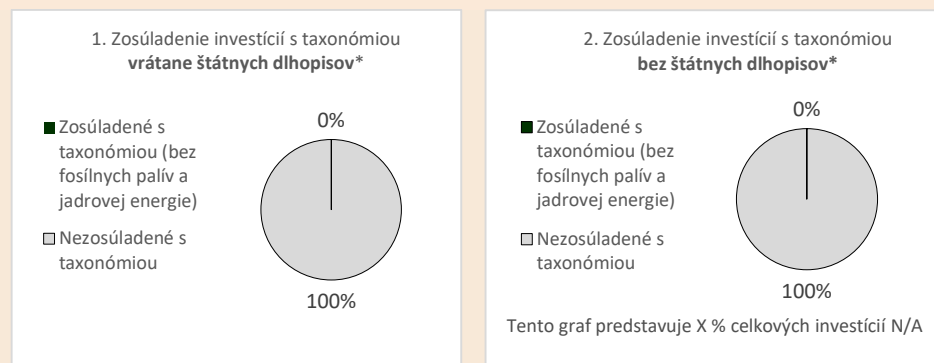 1. Zosúladenie investícií s taxonómiou
vrátane štátnych dlhopisov*
Zosúladené s
taxonómiou (bez
fosílnych palív a
jadrovej energie)
Nezosúladené s
taxonómiou
0%
100%
2. Zosúladenie investícií s taxonómiou
bez štátnych dlhopisov*
Zosúladené s
taxonómiou (bez
fosílnych palív a
jadrovej energie)
Nezosúladené s
taxonómiou
0%
100%
Tento graf predstavuje X % celkových investícií N/A